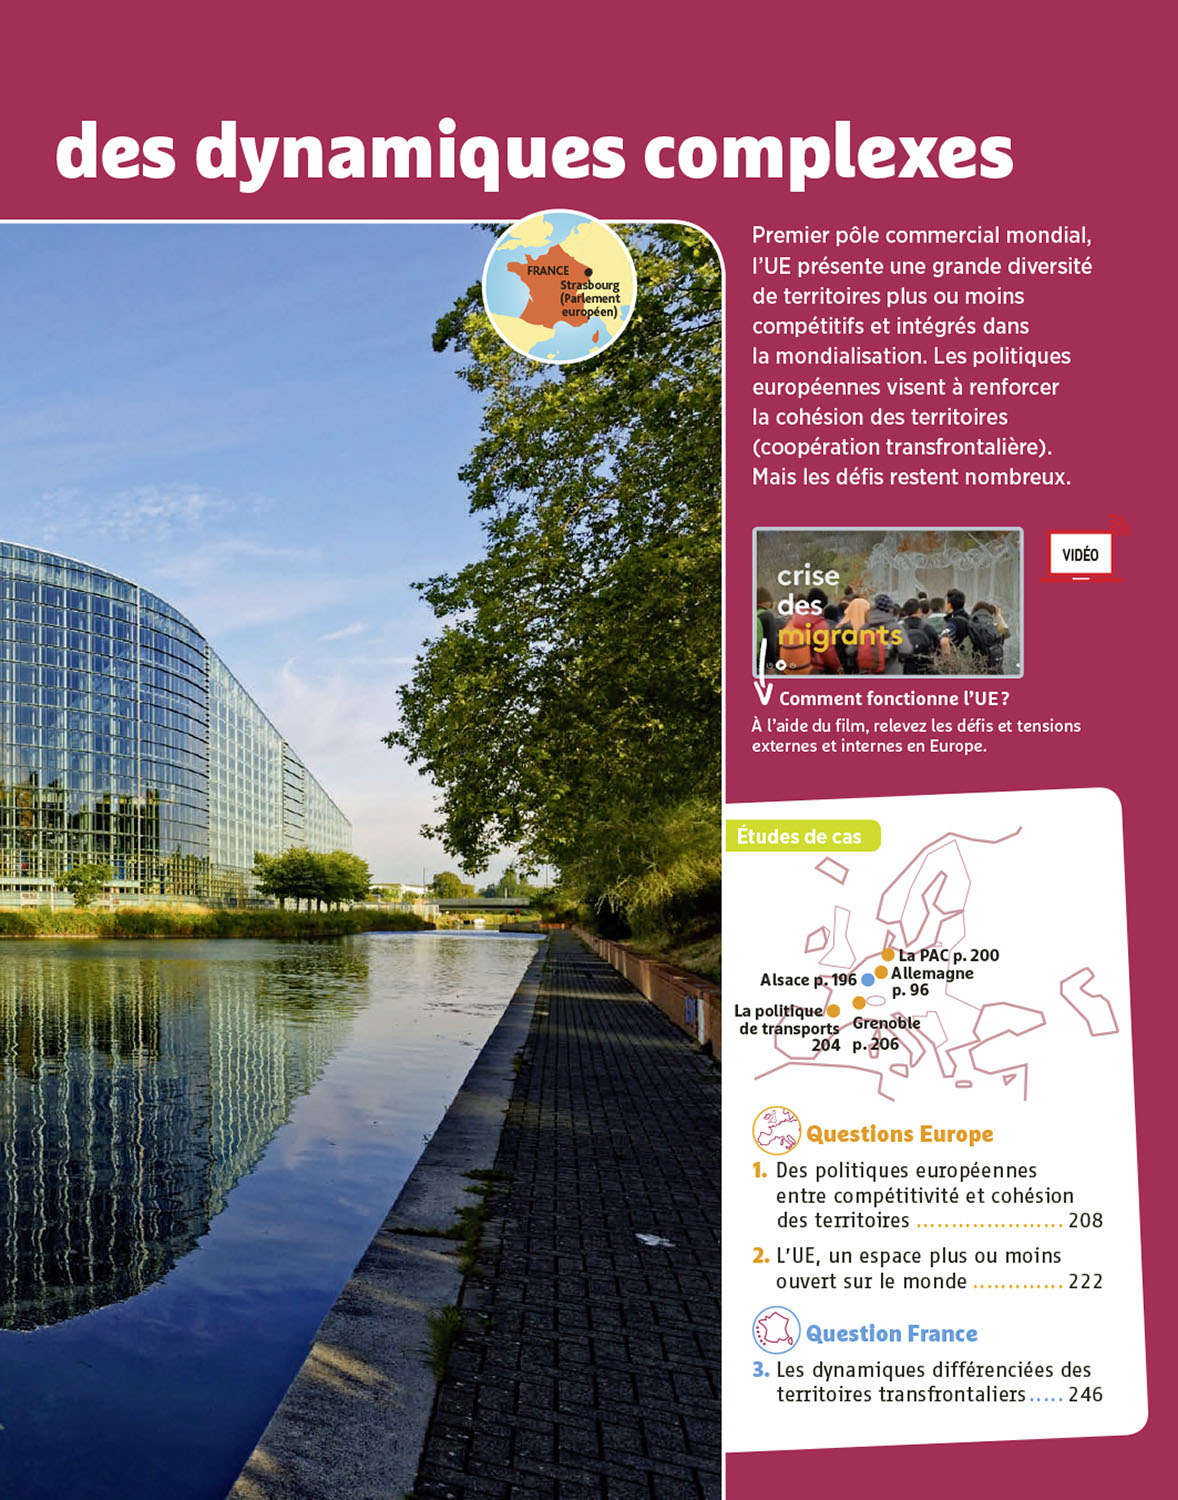 des dynamiques complexes
FRANCE
Strasbourg
(Parlement
européen)
Premier pôle commercial mondial,
l'UE présente une grande diversité
de territoires plus ou moins
compétitifs et intégrés dans
la mondialisation. Les politiques
européennes visent à renforcer
la cohésion des territoires
(coopération transfrontalière).
Mais les défis restent nombreux.
crise
des
migrants
VIDÉO
Comment fonctionne l'UE ?
À l'aide du film, relevez les défis et tensions
externes et internes en Europe.
Études de cas
La PAC p. 200
Alsace p. 196
Allemagne
p. 96
La politique
de transports
204
Grenoble
p. 206
Questions Europe
1. Des politiques européennes
entre compétitivité et cohésion
des territoires ..................... 208
2. L'UE, un espace plus ou moins
ouvert sur le monde ............. 222
Question France
3. Les dynamiques différenciées des
territoires transfrontaliers ..... 246